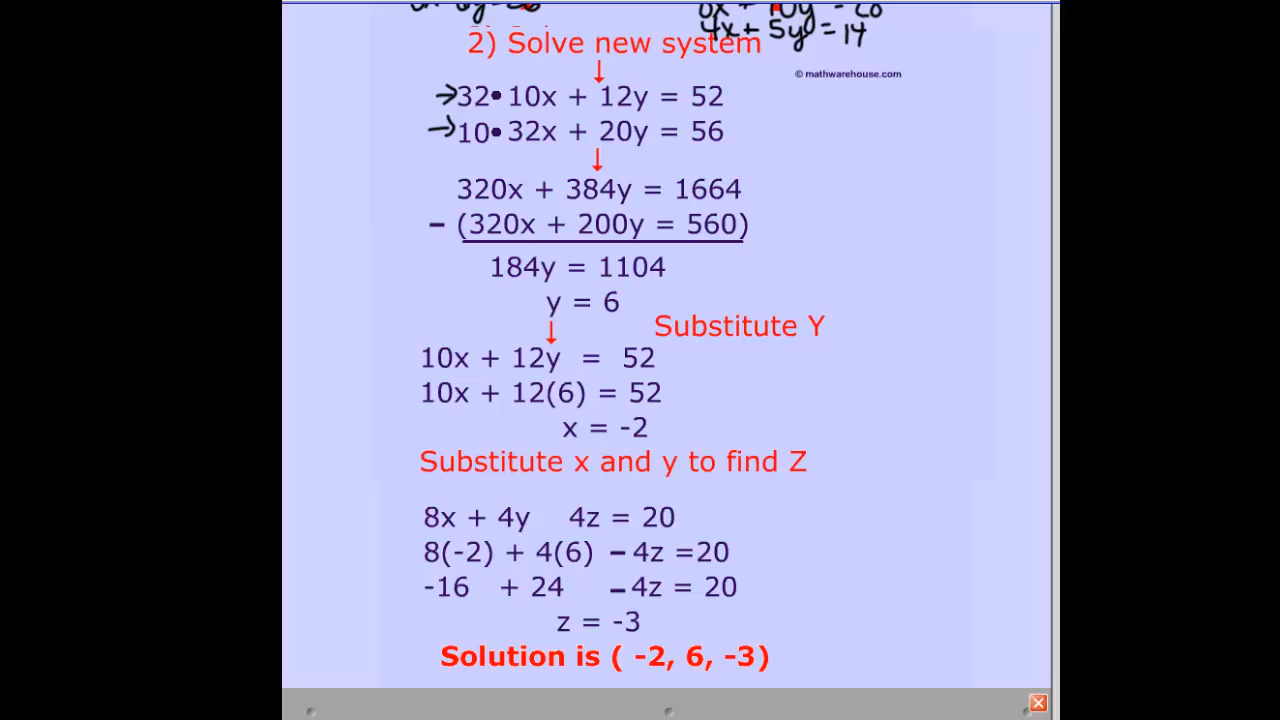 4x + 5y = 14
2) Solve new system
© mathwarehouse.com
→32•10x + 12y = 52
→10•32x + 20y = 56
320x + 384y = 1664
– (320x + 200y = 560)
184y = 1104
y = 6
Substitute Y
10x + 12y = 52
10x + 12(6) = 52
x = -2
Substitute x and y to find Z
8x + 4y 4z = 20
8(-2) + 4(6) – 4z =20
-16 + 24 – 4z = 20
z = -3
Solution is ( -2, 6, -3)